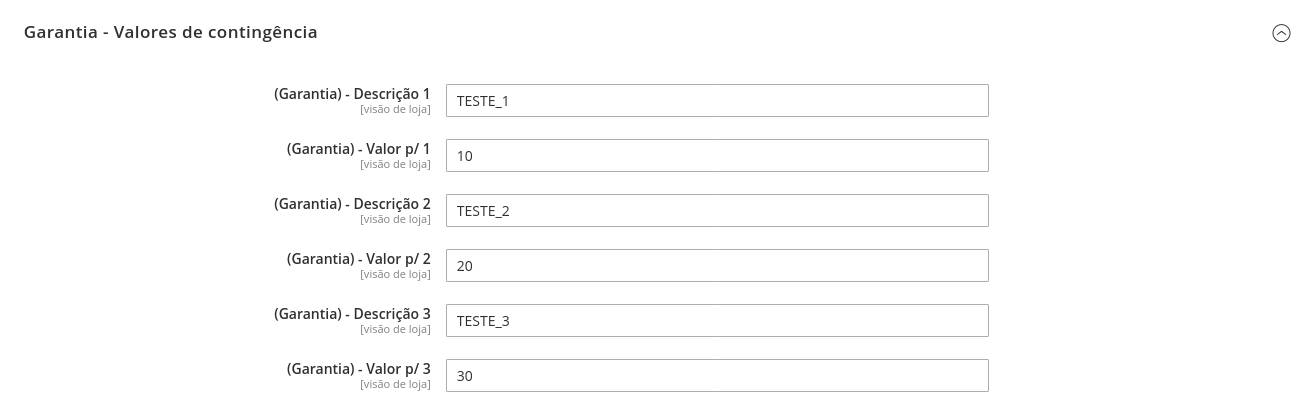 Garantia - Valores de contingência
(Garantia) - Descrição 1
[visão de loja]
TESTE_1
(Garantia) - Valor p/ 1
[visão de loja]
10
(Garantia) - Descrição 2
[visão de loja]
TESTE_2
(Garantia) - Valor p/ 2
[visão de loja]
20
(Garantia) - Descrição 3
[visão de loja]
TESTE_3
(Garantia) - Valor p/ 3
[visão de loja]
30